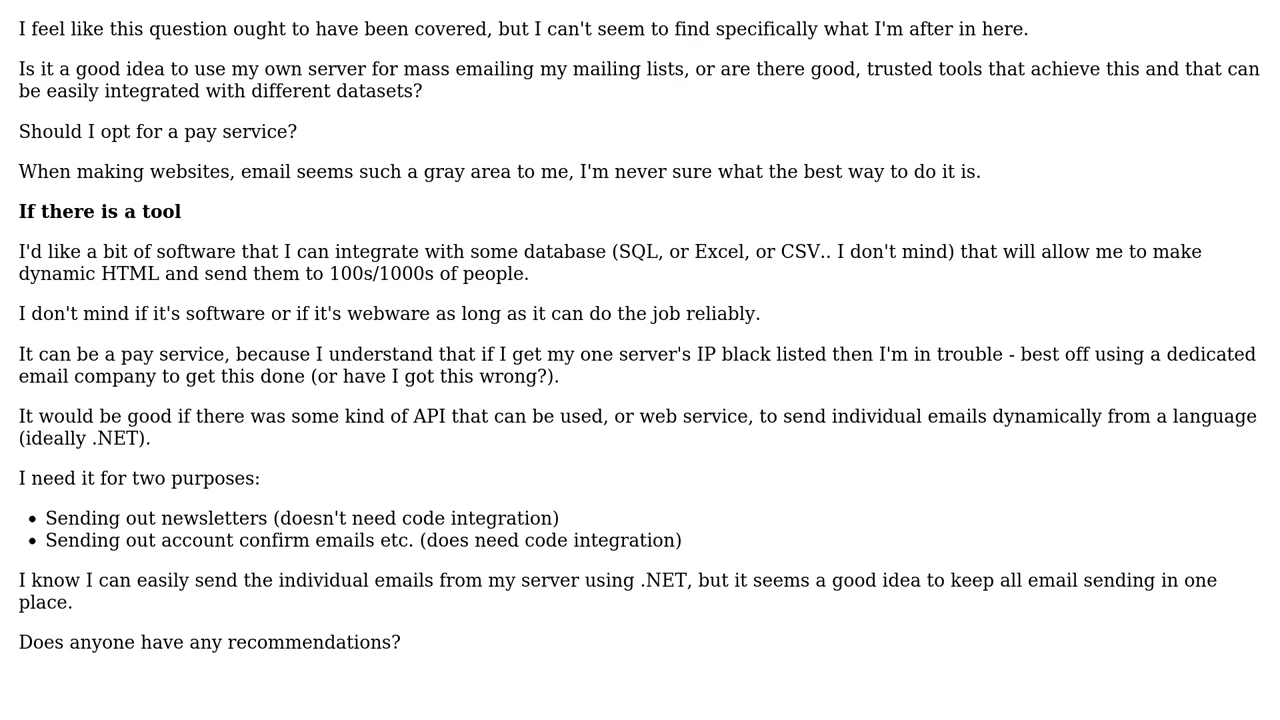 I feel like this question ought to have been covered, but I can't seem to find specifically what I'm after in here.
Is it a good idea to use my own server for mass emailing my mailing lists, or are there good, trusted tools that achieve this and that can
be easily integrated with different datasets?
Should I opt for a pay service?
When making websites, email seems such a gray area to me, I'm never sure what the best way to do it is.
If there is a tool
I'd like a bit of software that I can integrate with some database (SQL, or Excel, or CSV.. I don't mind) that will allow me to make
dynamic HTML and send them to 100s/1000s of people.
I don't mind if it's software or if it's webware as long as it can do the job reliably.
It can be a pay service, because I understand that if I get my one server's IP black listed then I'm in trouble - best off using a dedicated
email company to get this done (or have I got this wrong?).
It would be good if there was some kind of API that can be used, or web service, to send individual emails dynamically from a language
(ideally .NET).
I need it for two purposes:
• Sending out newsletters (doesn't need code integration)
• Sending out account confirm emails etc. (does need code integration)
I know I can easily send the individual emails from my server using .NET, but it seems a good idea to keep all email sending in one
place.
Does anyone have any recommendations?